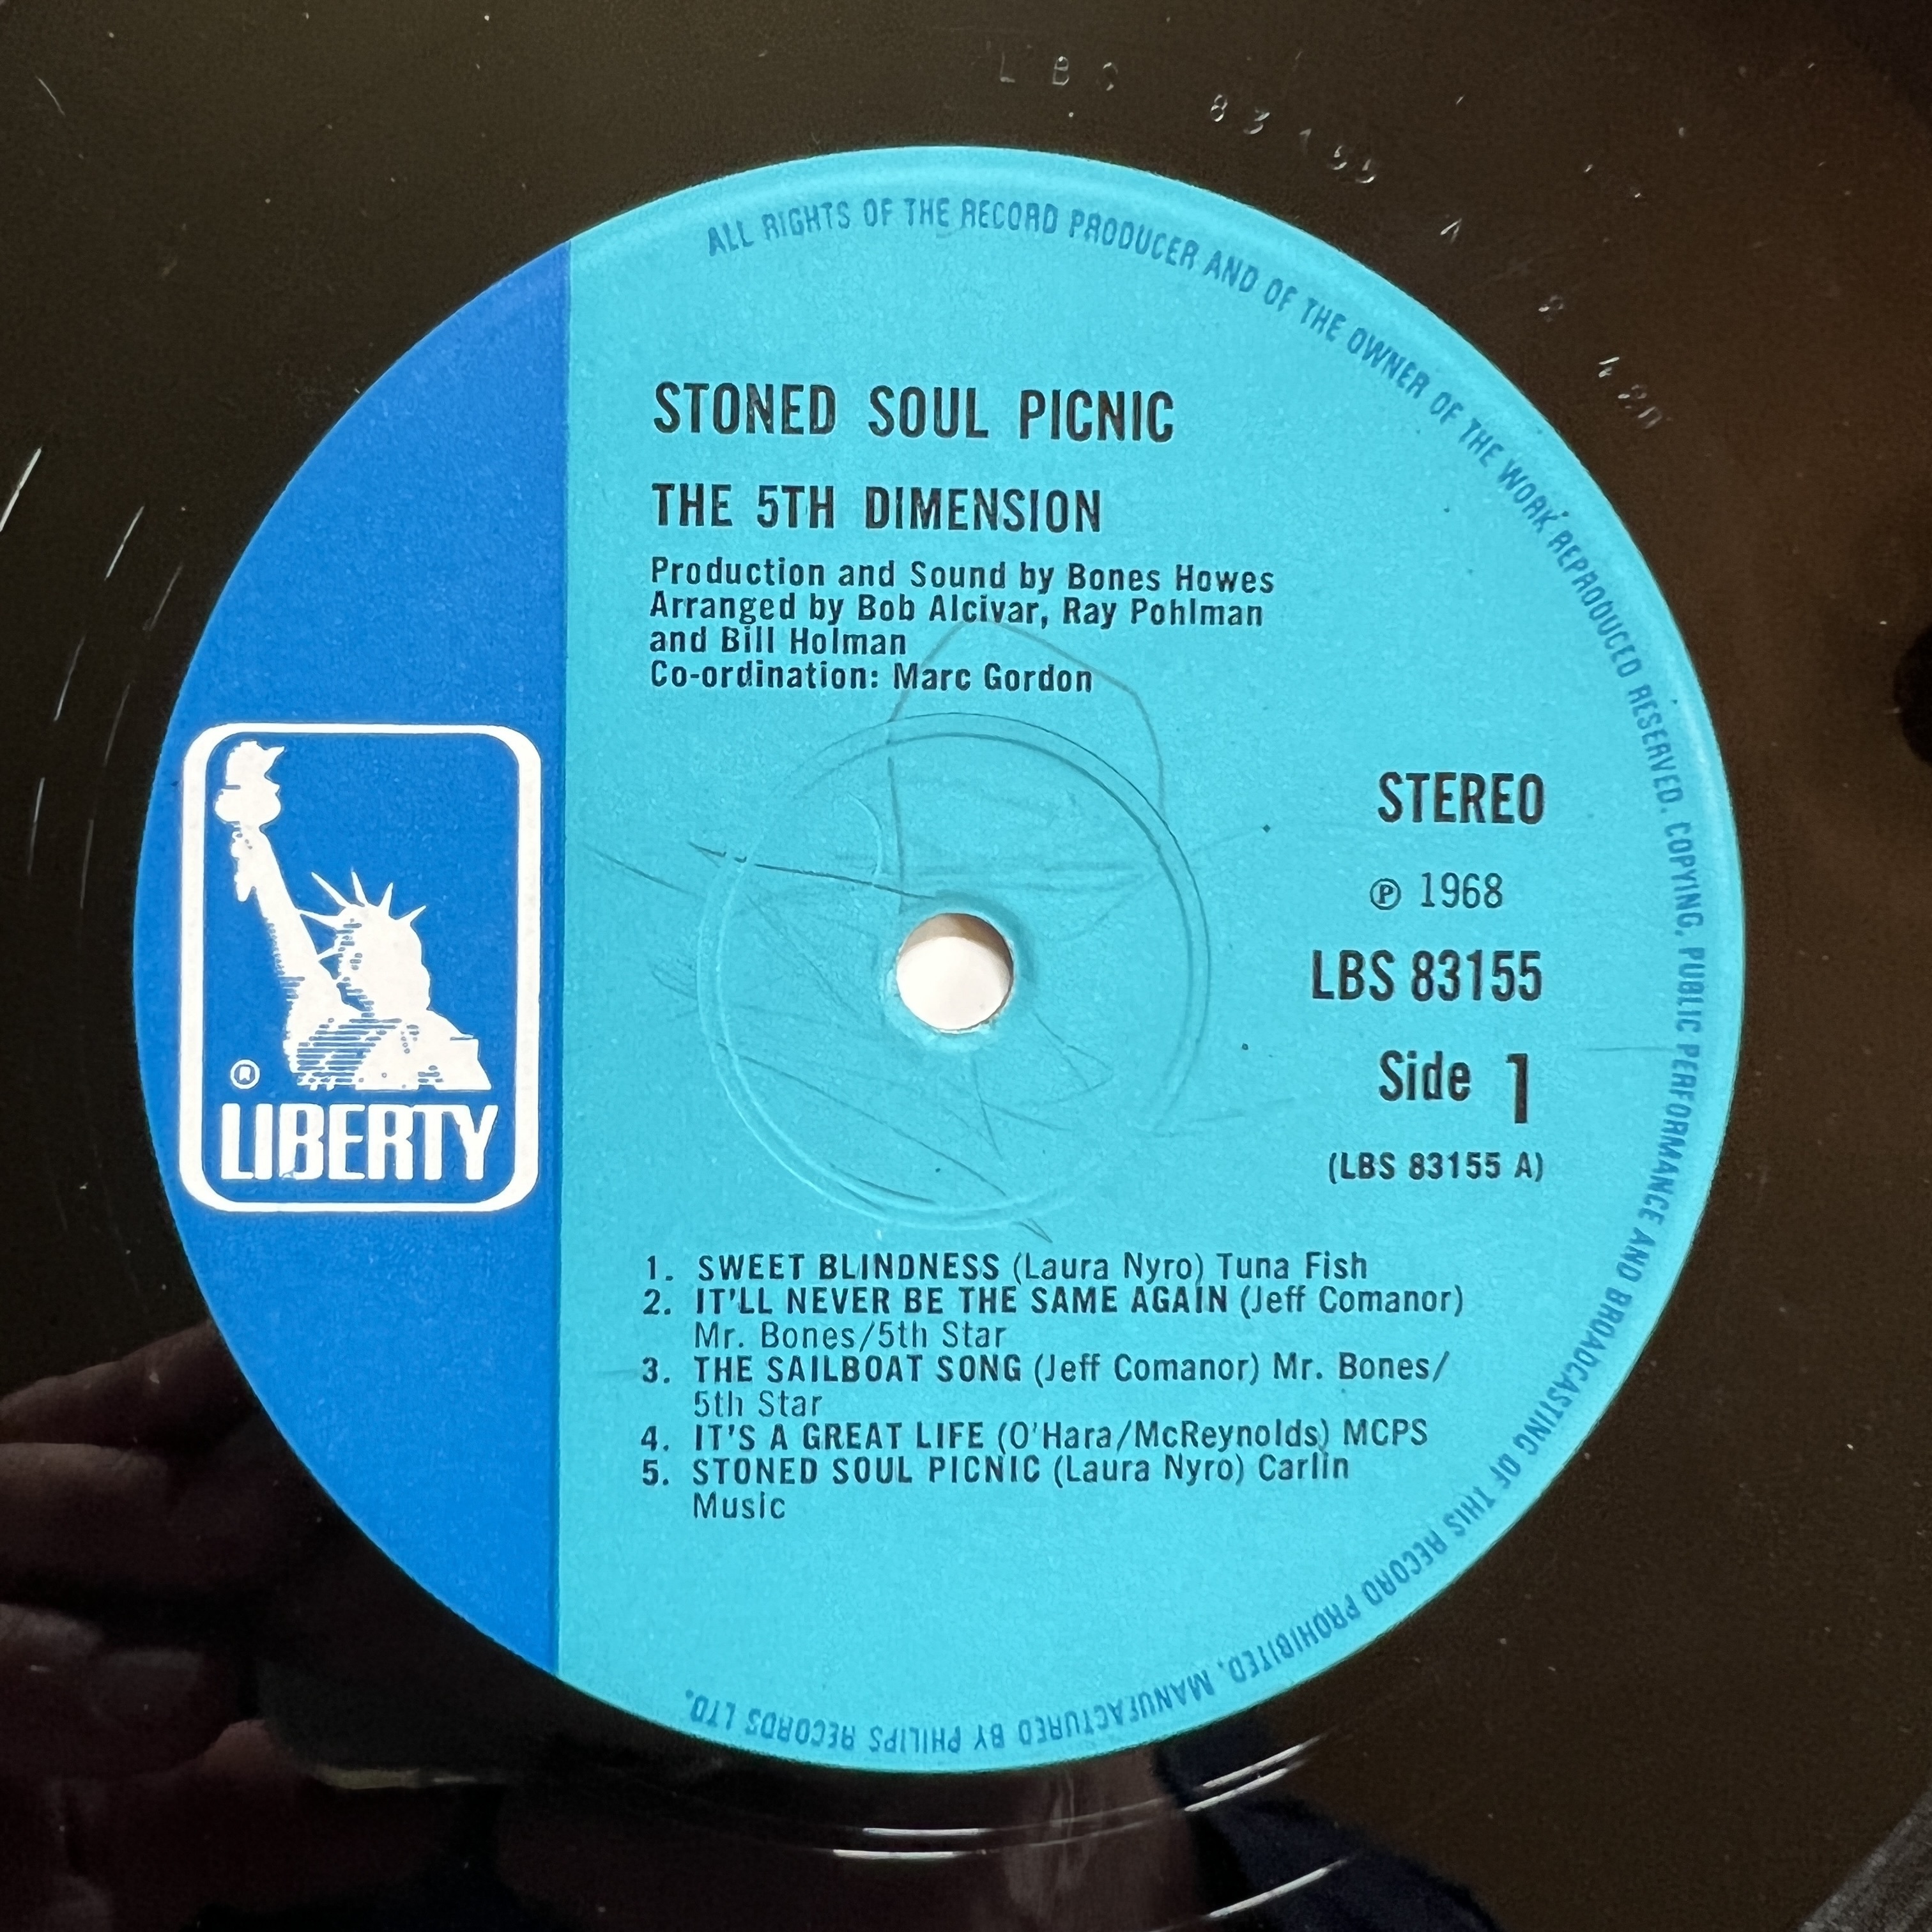 LBS 83155 A
420
ALL RIGHTS OF THE RECORD PRODUCER AND OF THE OWNER OF THE WORK REPRODUCED RESERVED. COPYING, PUBLIC PERFORMANCE AND BROADCASTING OF THIS RECORD PROHIBITED. MANUFACTURED BY PHILIPS RECORDS LTD.
STONED SOUL PICNIC
THE 5TH DIMENSION
Production and Sound by Bones Howes
Arranged by Bob Alcivar, Ray Pohlman
and Bill Holman
Co-ordination: Marc Gordon
STEREO
℗ 1968
LBS 83155
Side 1
(LBS 83155 A)
®
LIBERTY
1. SWEET BLINDNESS (Laura Nyro) Tuna Fish
2. IT'LL NEVER BE THE SAME AGAIN (Jeff Comanor)
Mr. Bones/5th Star
3. THE SAILBOAT SONG (Jeff Comanor) Mr. Bones/
5th Star
4. IT'S A GREAT LIFE (O'Hara/McReynolds) MCPS
5. STONED SOUL PICNIC (Laura Nyro) Carlin
Music